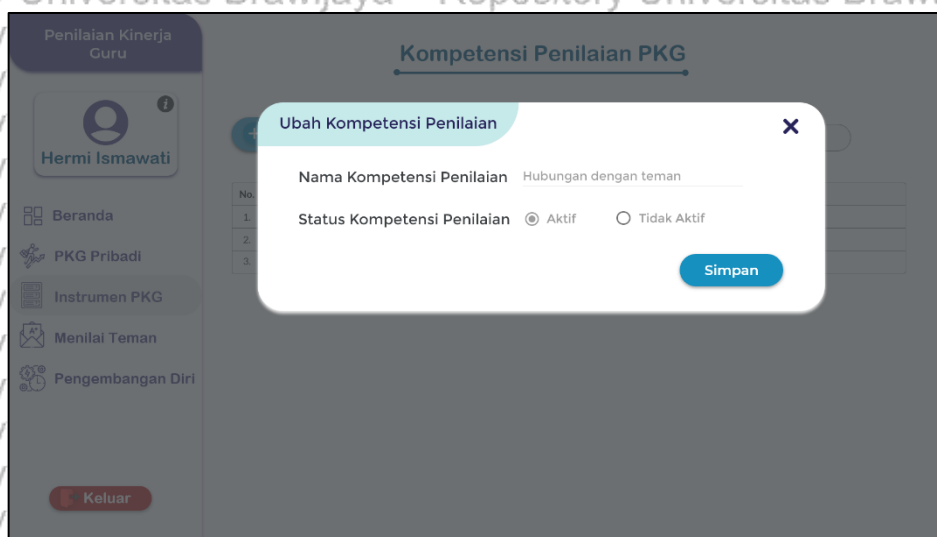 Universitas Brawijaya Repository Universitas Brawi
Penilaian Kinerja
Guru
Hermi Ismawati
Beranda
PKG Pribadi
Instrumen PKG
Menilai Teman
Pengembangan Diri
Keluar
Kompetensi Penilaian PKG
Ubah Kompetensi Penilaian
Nama Kompetensi Penilaian Hubungan dengan teman
Status Kompetensi Penilaian Aktif Tidak Aktif
Simpan
No.
1.
2.
3.